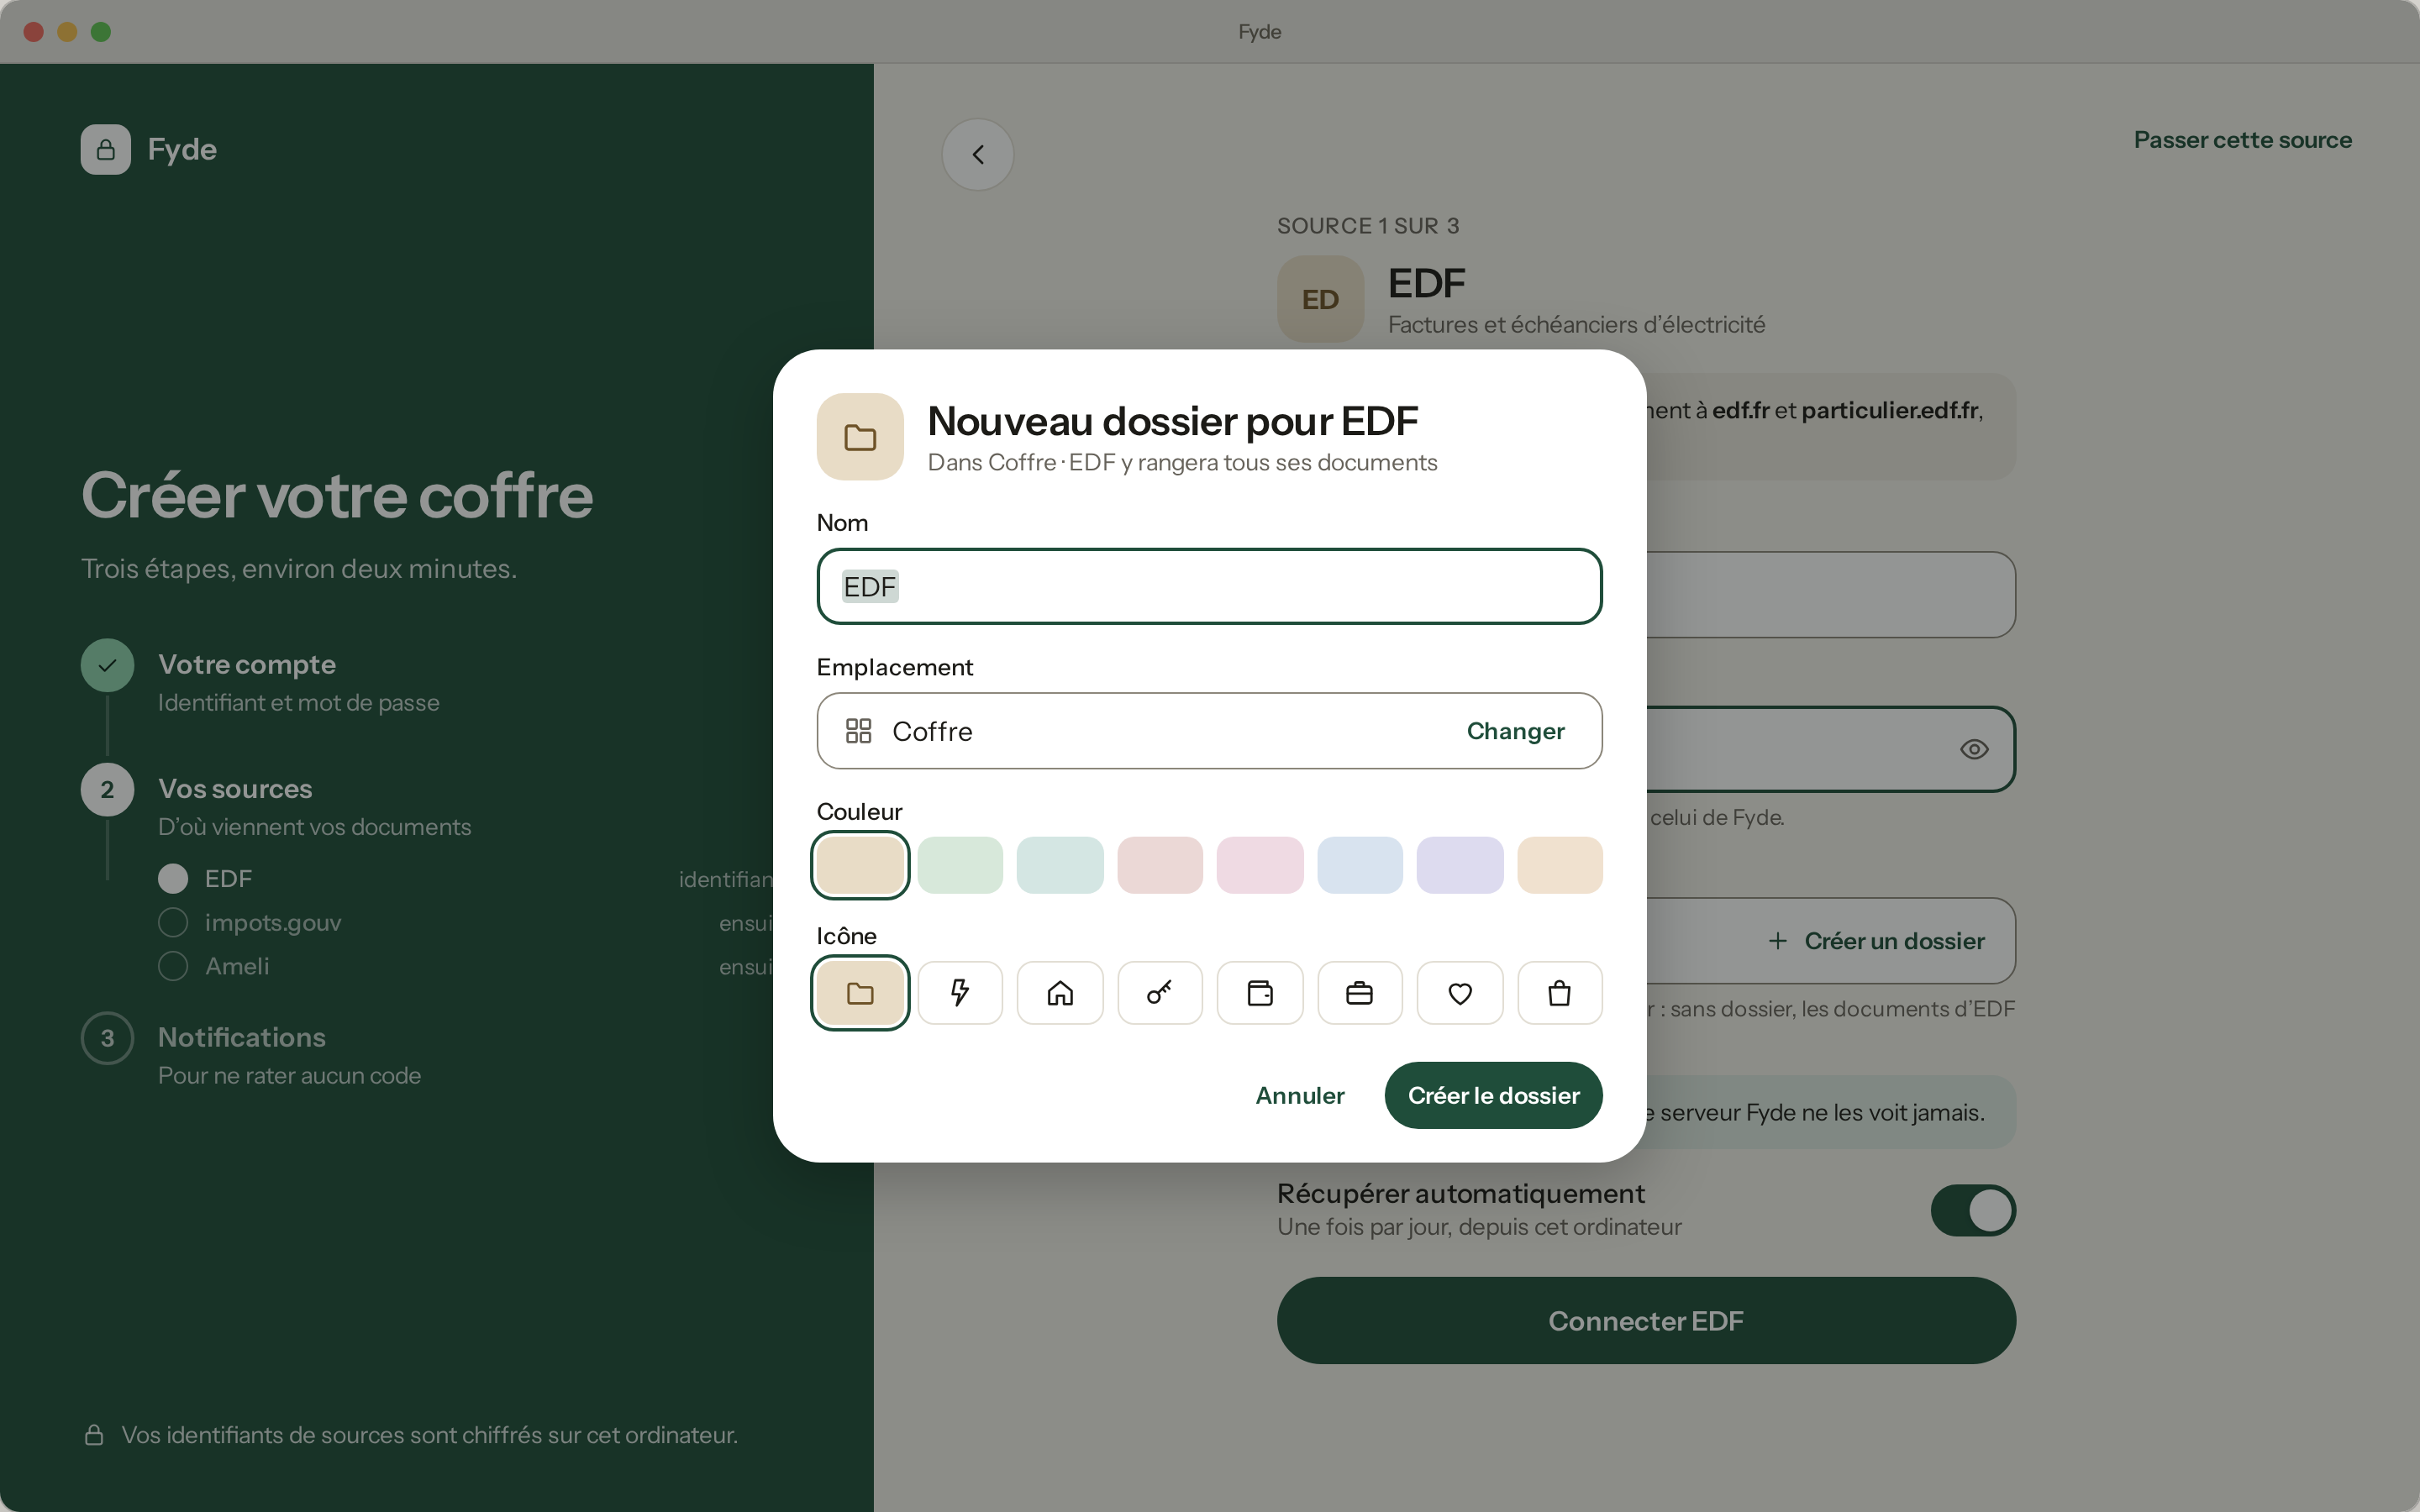 Fyde
Fyde
Créer votre coffre
Trois étapes, environ deux minutes.
Votre compte
Identifiant et mot de passe
2
Vos sources
D’où viennent vos documents
EDF
impots.gouv
ensui
Ameli
ensui
3
Notifications
Pour ne rater aucun code
Vos identifiants de sources sont chiffrés sur cet ordinateur.
Passer cette source
SOURCE 1 SUR 3
ED
EDF
Factures et échéanciers d’électricité
à edf.fr et particulier.edf.fr,
celui de Fyde.
Créer un dossier
: sans dossier, les documents d’EDF
serveur Fyde ne les voit jamais.
Récupérer automatiquement
Une fois par jour, depuis cet ordinateur
Connecter EDF
Nouveau dossier pour EDF
Dans Coffre · EDF y rangera tous ses documents
Nom
EDF
Emplacement
Coffre
Changer
Couleur
Icône
Annuler
Créer le dossier